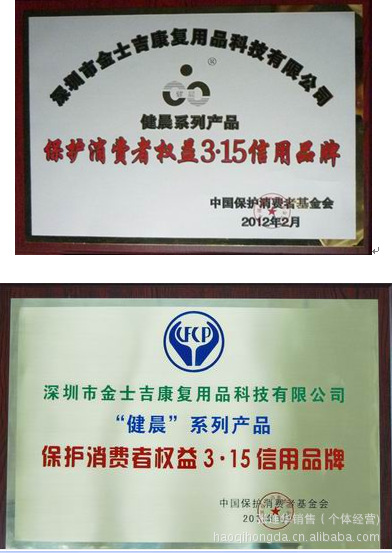 深圳市金士吉康复用品科技有限公司
®
健晨系列产品
保护消费者权益3·15信用品牌
中国保护消费者基金会
2012年2月
CFCP
深圳市金士吉康复用品科技有限公司
“健晨”系列产品
保护消费者权益3·15信用品牌
中国保护消费者基金会
销售(个体经营)
haoqihongda.cn.alibaba.com